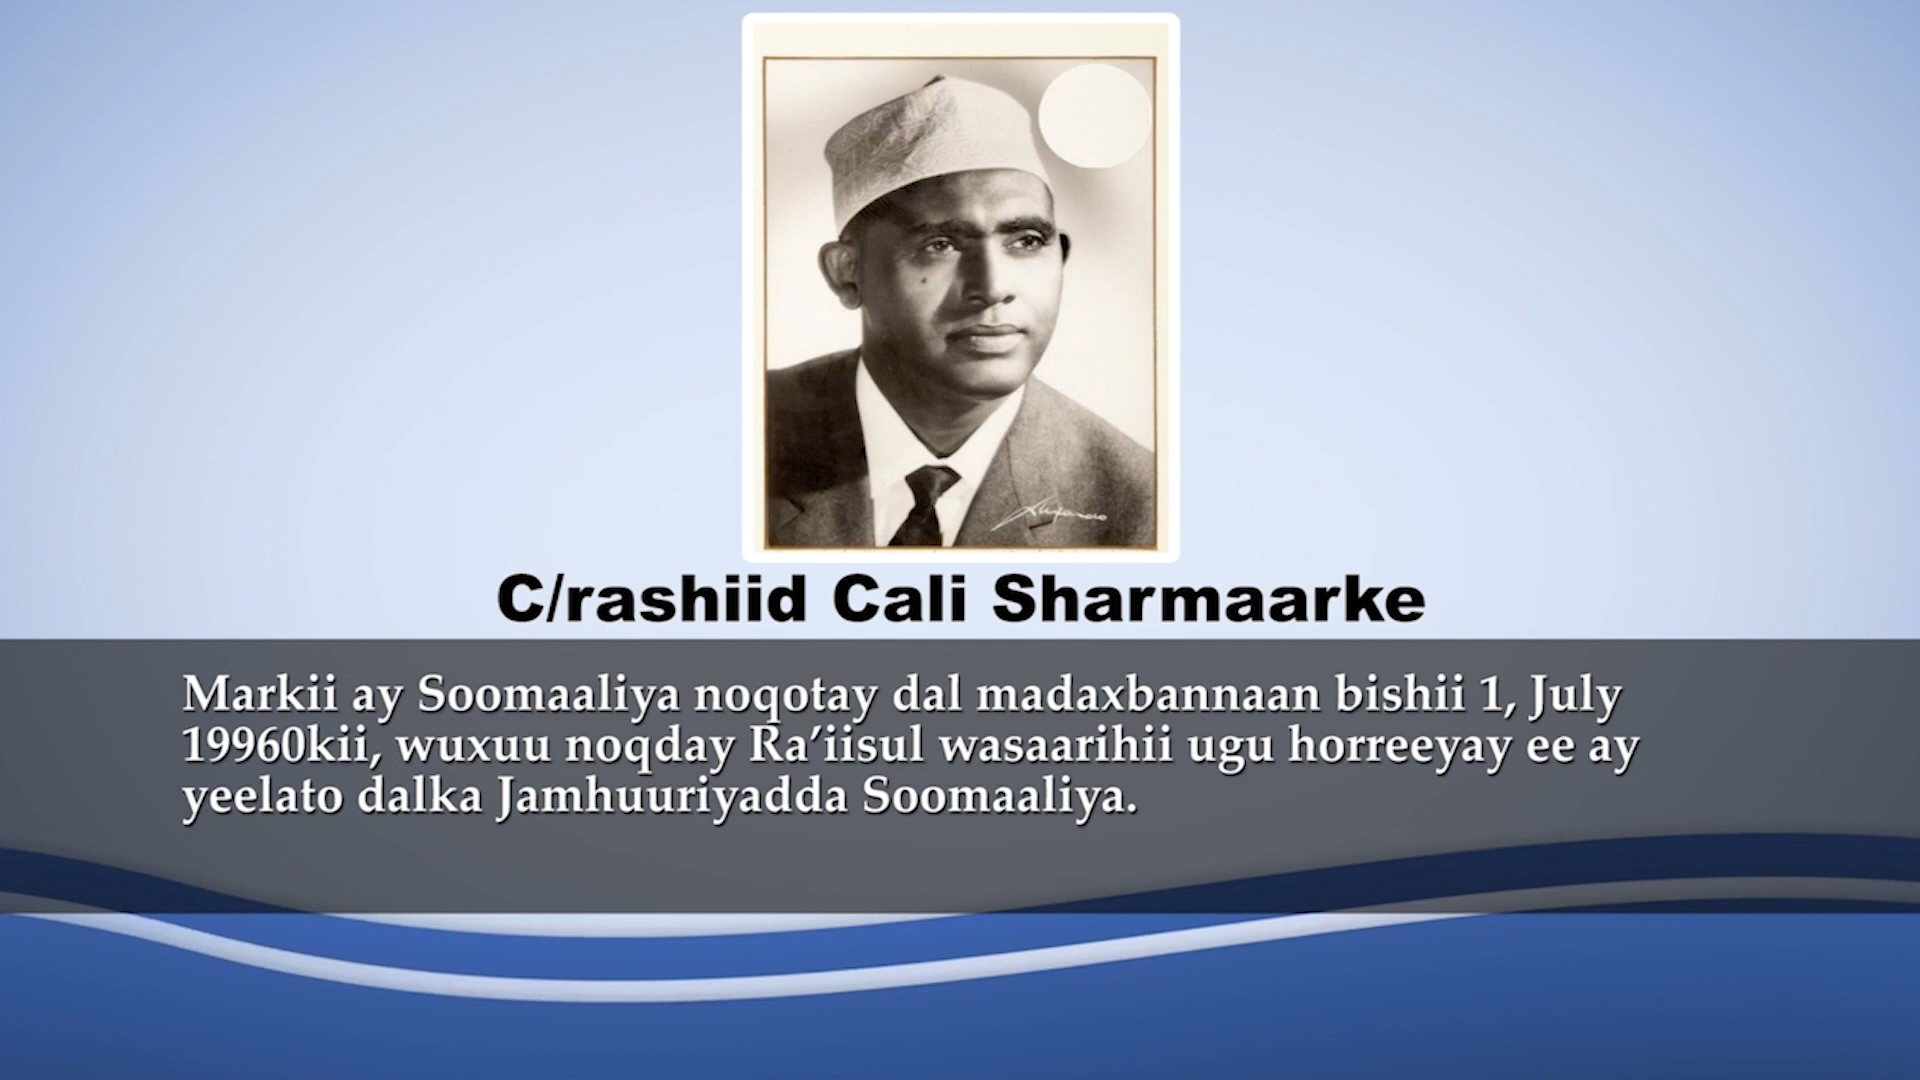 C/rashiid Cali Sharmaarke
Markii ay Soomaaliya noqotay dal madaxbannaan bishii 1, July
19960kii, wuxuu noqday Ra’iisul wasaarihii ugu horreeyay ee ay
yeelato dalka Jamhuuriyadda Soomaaliya.